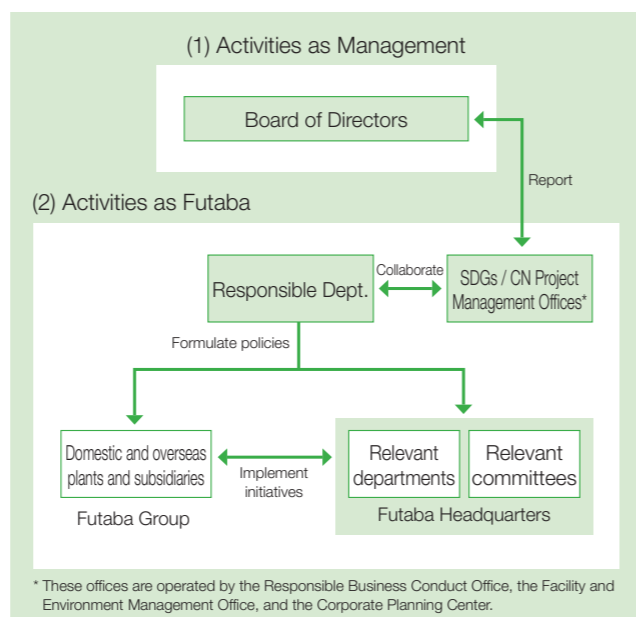 (1) Activities as Management
Board of Directors
Report
(2) Activities as Futaba
Responsible Dept.
Collaborate
SDGs / CN Project
Management Offices*
Formulate policies
Domestic and overseas
plants and subsidiaries
Futaba Group
Implement
initiatives
Relevant
departments
Relevant
committees
Futaba Headquarters
* These offices are operated by the Responsible Business Conduct Office, the Facility and
Environment Management Office, and the Corporate Planning Center.